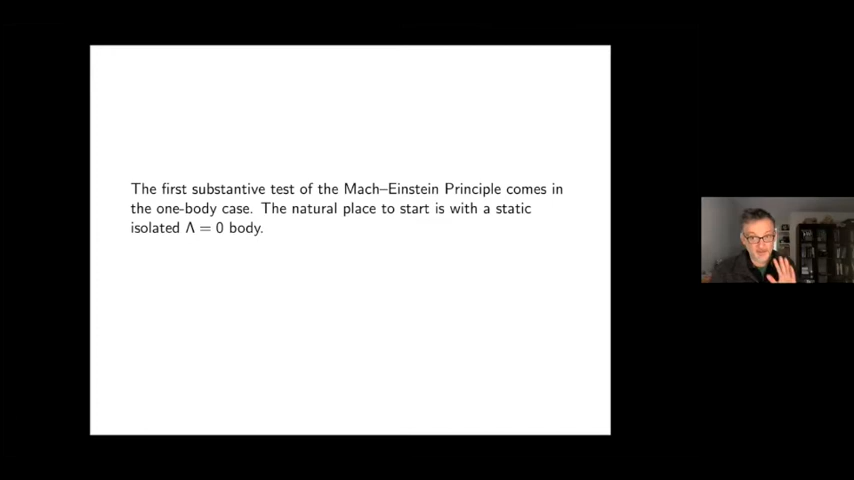 The first substantive test of the Mach–Einstein Principle comes in
the one-body case. The natural place to start is with a static
isolated Λ = 0 body.